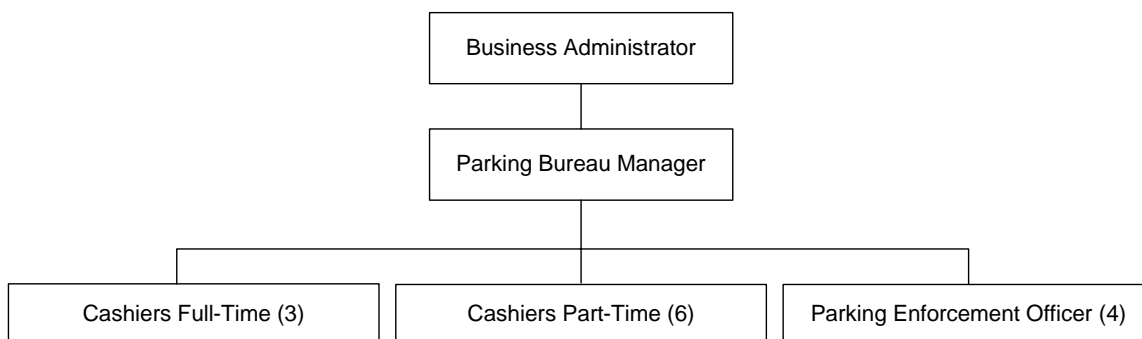 Business Administrator
Parking Bureau Manager
Cashiers Full-Time (3)
Cashiers Part-Time (6)
Parking Enforcement Officer (4)